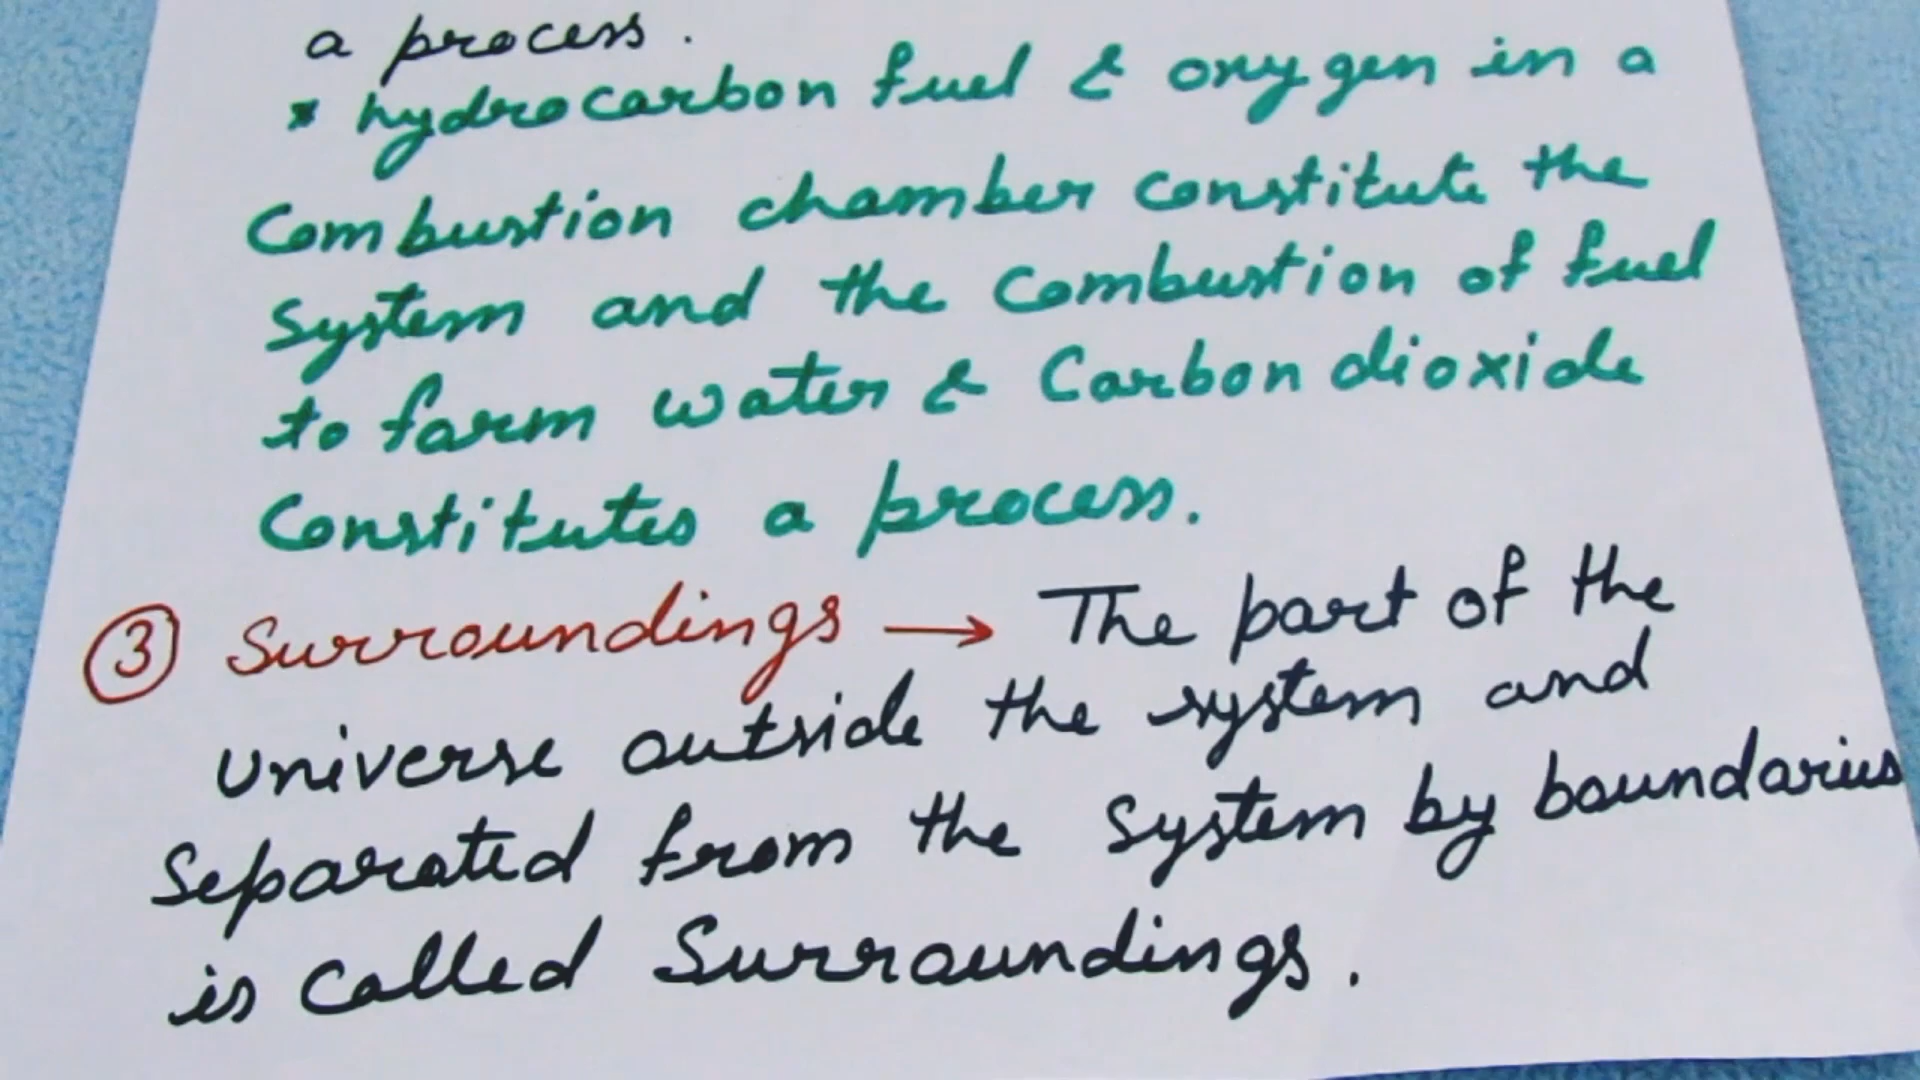 a process.
* hydrocarbon fuel & oxygen in a
Combustion chamber constitute the
System and the Combustion of fuel
to form water & Carbon dioxide
Constitutes a process.
③ Surroundings → The part of the
universe outside the system and
Separated from the System by boundaries
is called Surroundings.